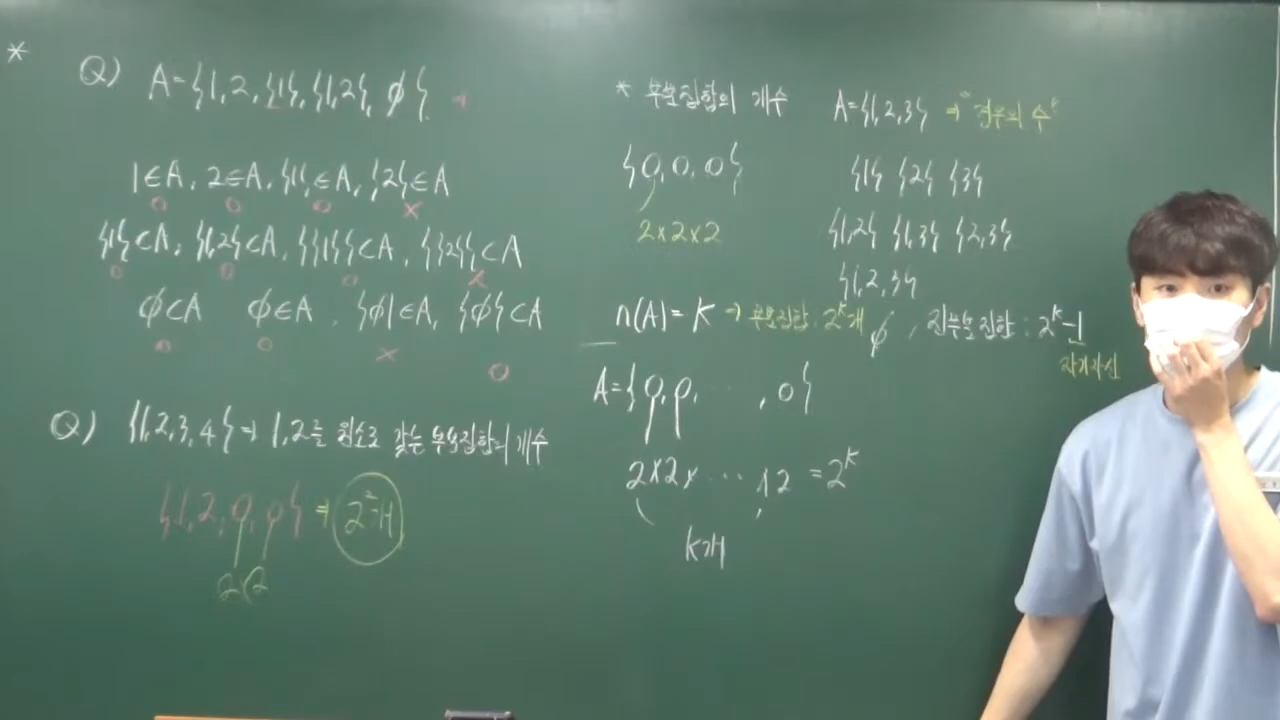 *
Q) A={1, 2, {1}, {1,2}, ∅}
1∈A, 2∈A, {1}∈A, {2}∈A
O O O X
{1}⊂A, {1,2}⊂A, {{1}}⊂A, {{2}}⊂A
O O O X
∅⊂A ∅∈A, {∅}∈A, {∅}⊂A
O O X O
Q) {1,2,3,4} ⇒ 1, 2를 원소로 갖는 부분집합의 개수
{1, 2, O, O} ⇒ 2²개
2×2
* 부분집합의 개수
{O, O, O}
2×2×2
A={1,2,3} ⇒ "경우의 수"
{1} {2} {3}
{1,2} {1,3} {2,3}
{1,2,3}
∅
n(A)=K → 부분집합: 2ᴷ개, 진부분집합: 2ᴷ-1
자기자신
A={O, O, ..., O}
2×2× ⋯ ×2 = 2ᴷ
K개